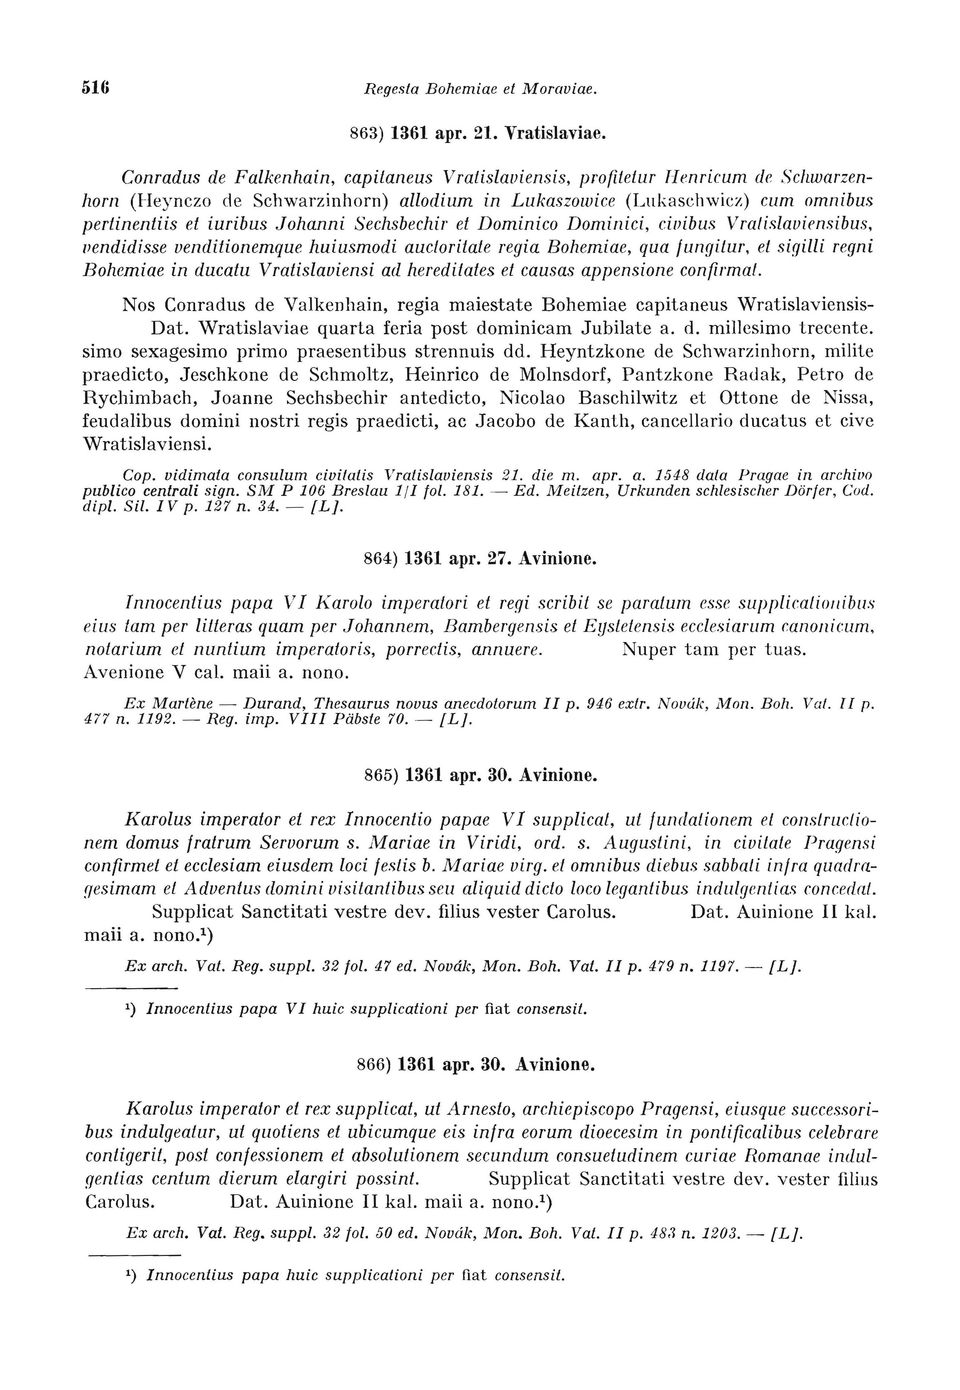 516
Regesta Bohemiae et Moraviae.
863) 1361 apr. 21. Vratislaviae.
Conradus de Falkenhain, capitaneus Vratislaviensis, profitetur Henricum de Schwarzen-
horn (Heynczo de Schwarzinhorn) allodium in Lukaszowice (Lukaschwicz) cum omnibus
pertinentiis et iuribus Johanni Sechsbechir et Dominico Dominici, civibus Vratislaviensibus,
vendidisse venditionemque huiusmodi auctoritate regia Bohemiae, qua fungitur, et sigilli regni
Bohemiae in ducatu Vratislaviensi ad hereditates et causas appensione confirmat.
Nos Conradus de Valkenhain, regia maiestate Bohemiae capitaneus Wratislaviensis-
Dat. Wratislaviae quarta feria post dominicam Jubilate a. d. millesimo trecente.
simo sexagesimo primo praesentibus strennuis dd. Heyntzkone de Schwarzinhorn, milite
praedicto, Jeschkone de Schmoltz, Heinrico de Molnsdorf, Pantzkone Radak, Petro de
Rychimbach, Joanne Sechsbechir antedicto, Nicolao Baschilwitz et Ottone de Nissa,
feudalibus domini nostri regis praedicti, ac Jacobo de Kanth, cancellario ducatus et cive
Wratislaviensi.
Cop. vidimata consulum civitatis Vratislaviensis 21. die m. apr. a. 1548 data Pragae in archivo
publico centrali sign. SM P 106 Breslau 1/I fol. 181. — Ed. Meitzen, Urkunden schlesischer Dörfer, Cod.
dipl. Sil. IV p. 127 n. 34. — [L].
864) 1361 apr. 27. Avinione.
Innocentius papa VI Karolo imperatori et regi scribit se paratum esse supplicationibus
eius tam per litteras quam per Johannem, Bambergensis et Eystetensis ecclesiarum canonicum,
notarium et nuntium imperatoris, porrectis, annuere. Nuper tam per tuas.
Avenione V cal. maii a. nono.
Ex Martène — Durand, Thesaurus novus anecdotorum II p. 946 extr. Novák, Mon. Boh. Vat. II p.
477 n. 1192. — Reg. imp. VIII Päbste 70. — [L].
865) 1361 apr. 30. Avinione.
Karolus imperator et rex Innocentio papae VI supplicat, ut fundationem et constructio-
nem domus fratrum Servorum s. Mariae in Viridi, ord. s. Augustini, in civitate Pragensi
confirmet et ecclesiam eiusdem loci festis b. Mariae virg. et omnibus diebus sabbati infra quadra-
gesimam et Adventus domini visitantibus seu aliquid dicto loco legantibus indulgentias concedat.
Supplicat Sanctitati vestre dev. filius vester Carolus. Dat. Auinione II kal.
maii a. nono.¹)
Ex arch. Vat. Reg. suppl. 32 fol. 47 ed. Novák, Mon. Boh. Vat. II p. 479 n. 1197. — [L].
¹) Innocentius papa VI huic supplicationi per fiat consensit.
866) 1361 apr. 30. Avinione.
Karolus imperator et rex supplicat, ut Arnesto, archiepiscopo Pragensi, eiusque successori-
bus indulgeatur, ut quotiens et ubicumque eis infra eorum dioecesim in pontificalibus celebrare
contigerit, post confessionem et absolutionem secundum consuetudinem curiae Romanae indul-
gentias centum dierum elargiri possint. Supplicat Sanctitati vestre dev. vester filius
Carolus. Dat. Auinione II kal. maii a. nono.¹)
Ex arch. Vat. Reg. suppl. 32 fol. 50 ed. Novák, Mon. Boh. Vat. II p. 483 n. 1203. — [L].
¹) Innocentius papa huic supplicationi per fiat consensit.